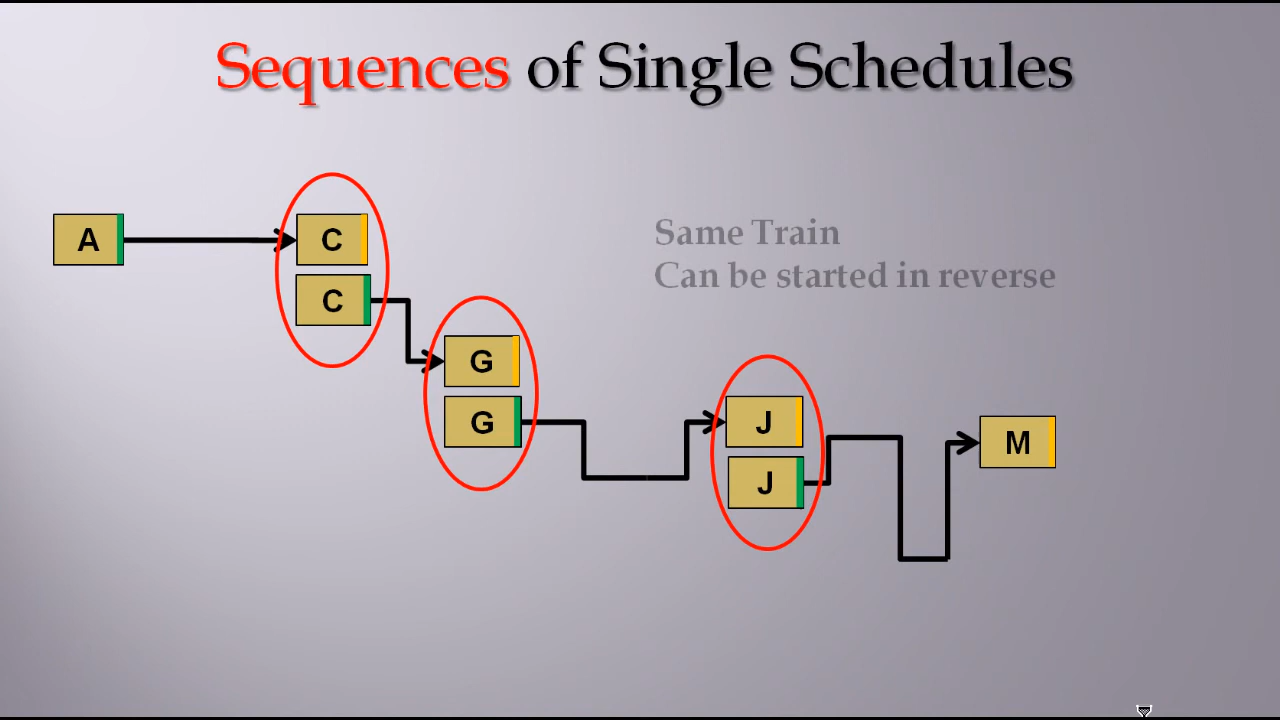 Sequences of Single Schedules
A
C
C
Same Train
Can be started in reverse
G
G
J
J
M